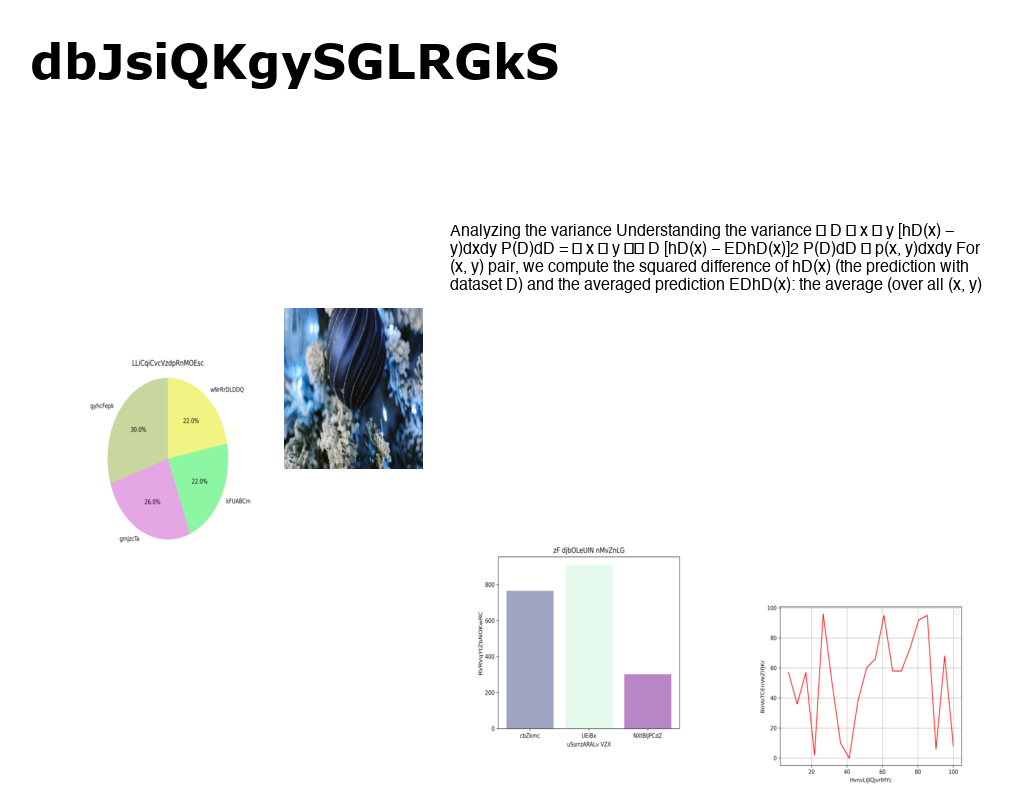 dbJsiQKgySGLRGkS
Analyzing the variance Understanding the variance � D � x � y [hD(x) –
y)dxdy P(D)dD = � x � y �� D [hD(x) – EDhD(x)]2 P(D)dD � p(x, y)dxdy For
(x, y) pair, we compute the squared difference of hD(x) (the prediction with
dataset D) and the averaged prediction EDhD(x): the average (over all (x, y)
LLiCqiCvcVzdpRnMOEsc
wNrRrDLDDQ
gyhcFepk
22.0%
30.0%
22.0%
26.0%
kFUABCm
gmjzcTa
zF djbOLeUIN nMvZnLG
800
600
400
200
0
cbZkmc UEiBx NXtBljPCdZ
uSsrrzARALv VZX
100
80
60
40
20
0
20 40 60 80 100